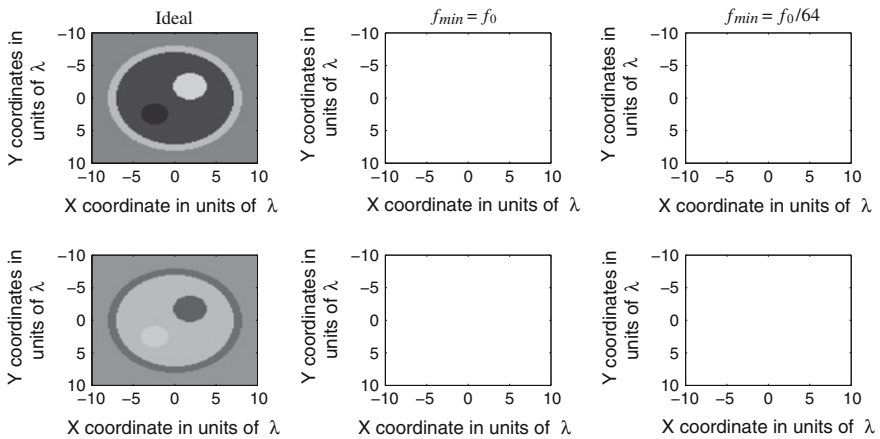 Ideal
f_min = f_0
f_min = f_0/64
Y coordinates in
units of λ
-10
-5
0
5
10
-10 -5 0 5 10
X coordinate in units of λ
Y coordinates in
units of λ
-10
-5
0
5
10
-10 -5 0 5 10
X coordinate in units of λ
Y coordinates in
units of λ
-10
-5
0
5
10
-10 -5 0 5 10
X coordinate in units of λ
Y coordinates in
units of λ
-10
-5
0
5
10
-10 -5 0 5 10
X coordinate in units of λ
Y coordinates in
units of λ
-10
-5
0
5
10
-10 -5 0 5 10
X coordinate in units of λ
Y coordinates in
units of λ
-10
-5
0
5
10
-10 -5 0 5 10
X coordinate in units of λ